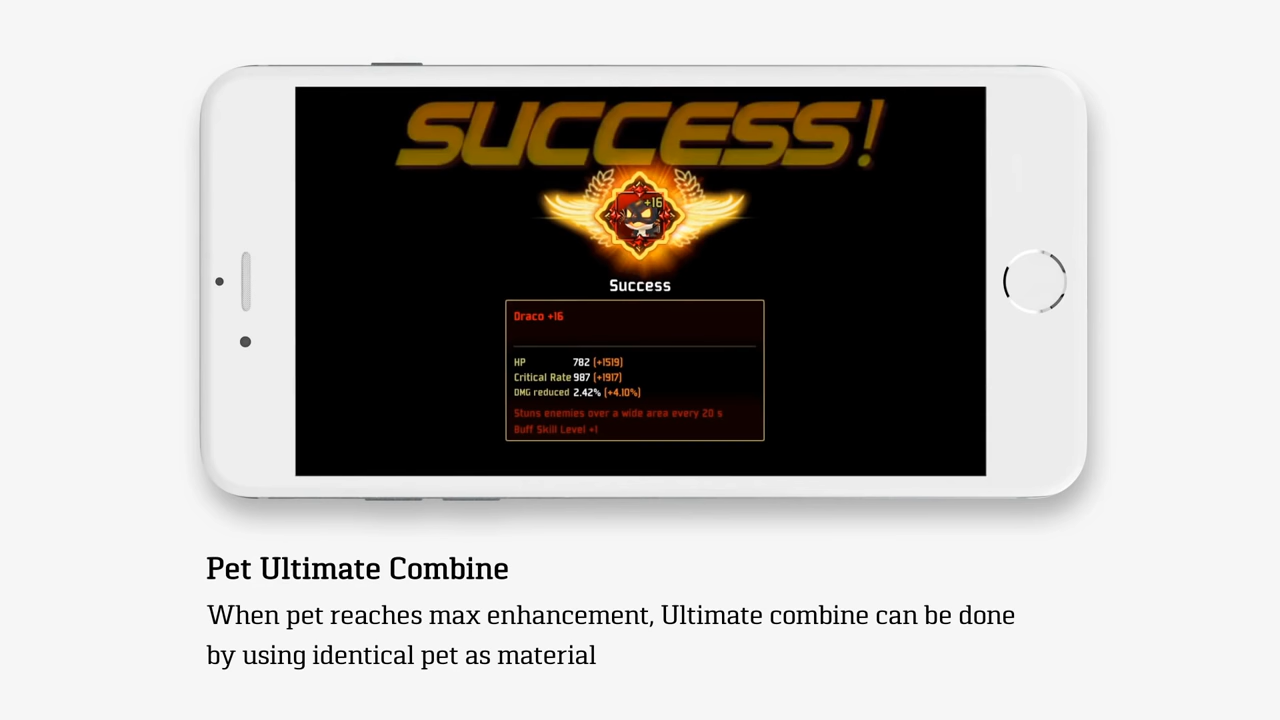 SUCCESS!
+16
Success
Draco +16
HP 782 (+1519)
Critical Rate 987 (+1917)
DMG reduced 2.42% (+4.10%)
Stuns enemies over a wide area every 20 s
Buff Skill Level +1
Pet Ultimate Combine
When pet reaches max enhancement, Ultimate combine can be done
by using identical pet as material